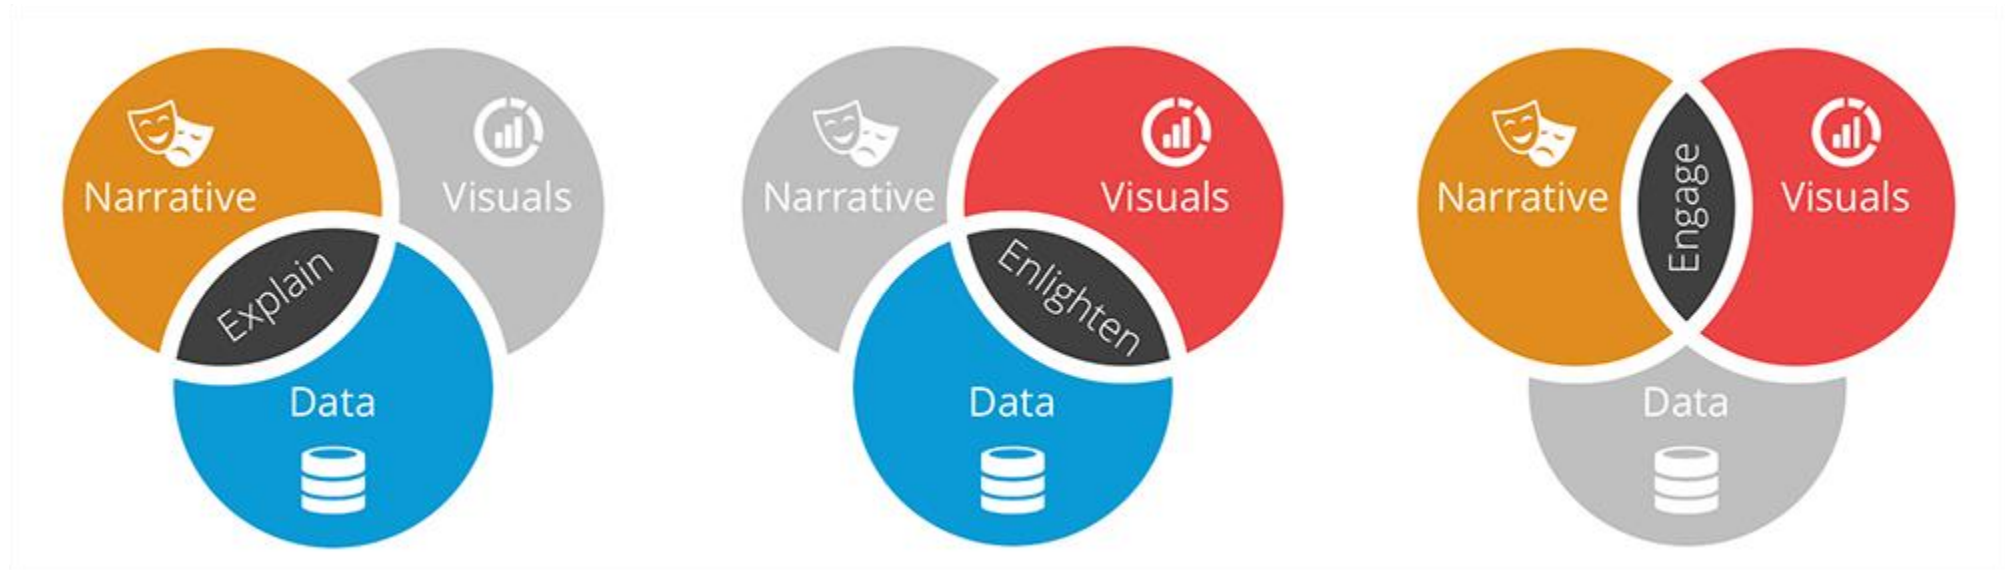 Narrative
Visuals
Explain
Data
Narrative
Visuals
Enlighten
Data
Narrative
Visuals
Engage
Data